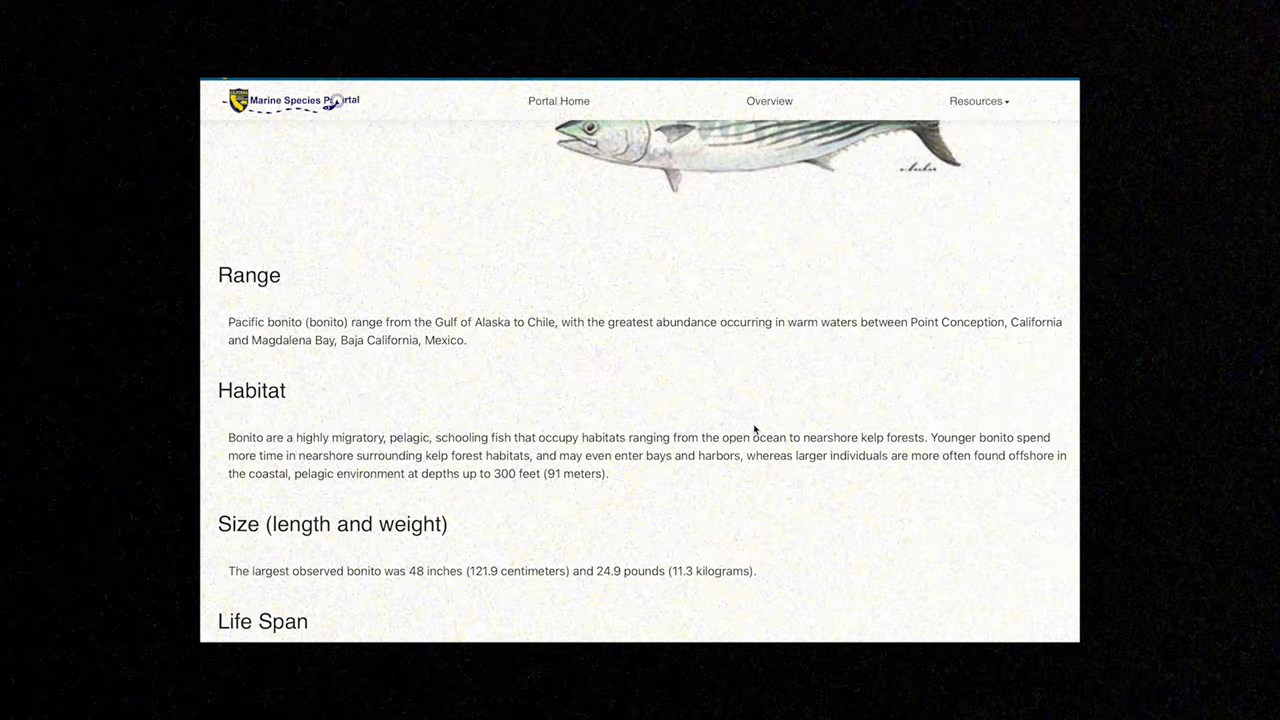 Marine Species Portal
Portal Home
Overview
Resources
Range
Pacific bonito (bonito) range from the Gulf of Alaska to Chile, with the greatest abundance occurring in warm waters between Point Conception, California
and Magdalena Bay, Baja California, Mexico.
Habitat
Bonito are a highly migratory, pelagic, schooling fish that occupy habitats ranging from the open ocean to nearshore kelp forests. Younger bonito spend
more time in nearshore surrounding kelp forest habitats, and may even enter bays and harbors, whereas larger individuals are more often found offshore in
the coastal, pelagic environment at depths up to 300 feet (91 meters).
Size (length and weight)
The largest observed bonito was 48 inches (121.9 centimeters) and 24.9 pounds (11.3 kilograms).
Life Span